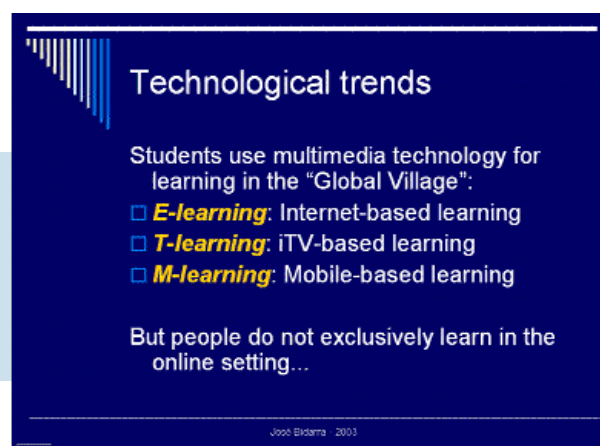 Technological trends
Students use multimedia technology for
learning in the “Global Village”:
E-learning: Internet-based learning
T-learning: iTV-based learning
M-learning: Mobile-based learning
But people do not exclusively learn in the
online setting...
José Bidarra - 2003